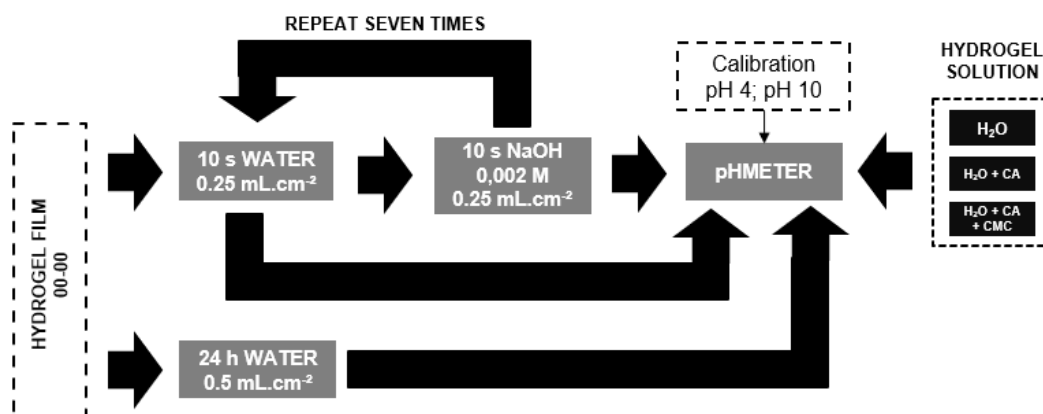 REPEAT SEVEN TIMES
HYDROGEL FILM
00-00
10 s WATER
0.25 mL.cm⁻²
10 s NaOH
0,002 M
0.25 mL.cm⁻²
Calibration
pH 4; pH 10
pHMETER
HYDROGEL
SOLUTION
H₂O
H₂O + CA
H₂O + CA
+ CMC
24 h WATER
0.5 mL.cm⁻²